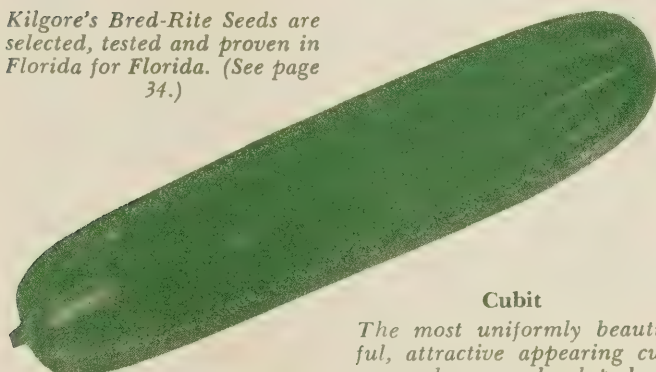 Kilgore's Bred-Rite Seeds are
selected, tested and proven in
Florida for Florida. (See page
34.)
Cubit
The most uniformly beauti
ful, attractive appearing cu